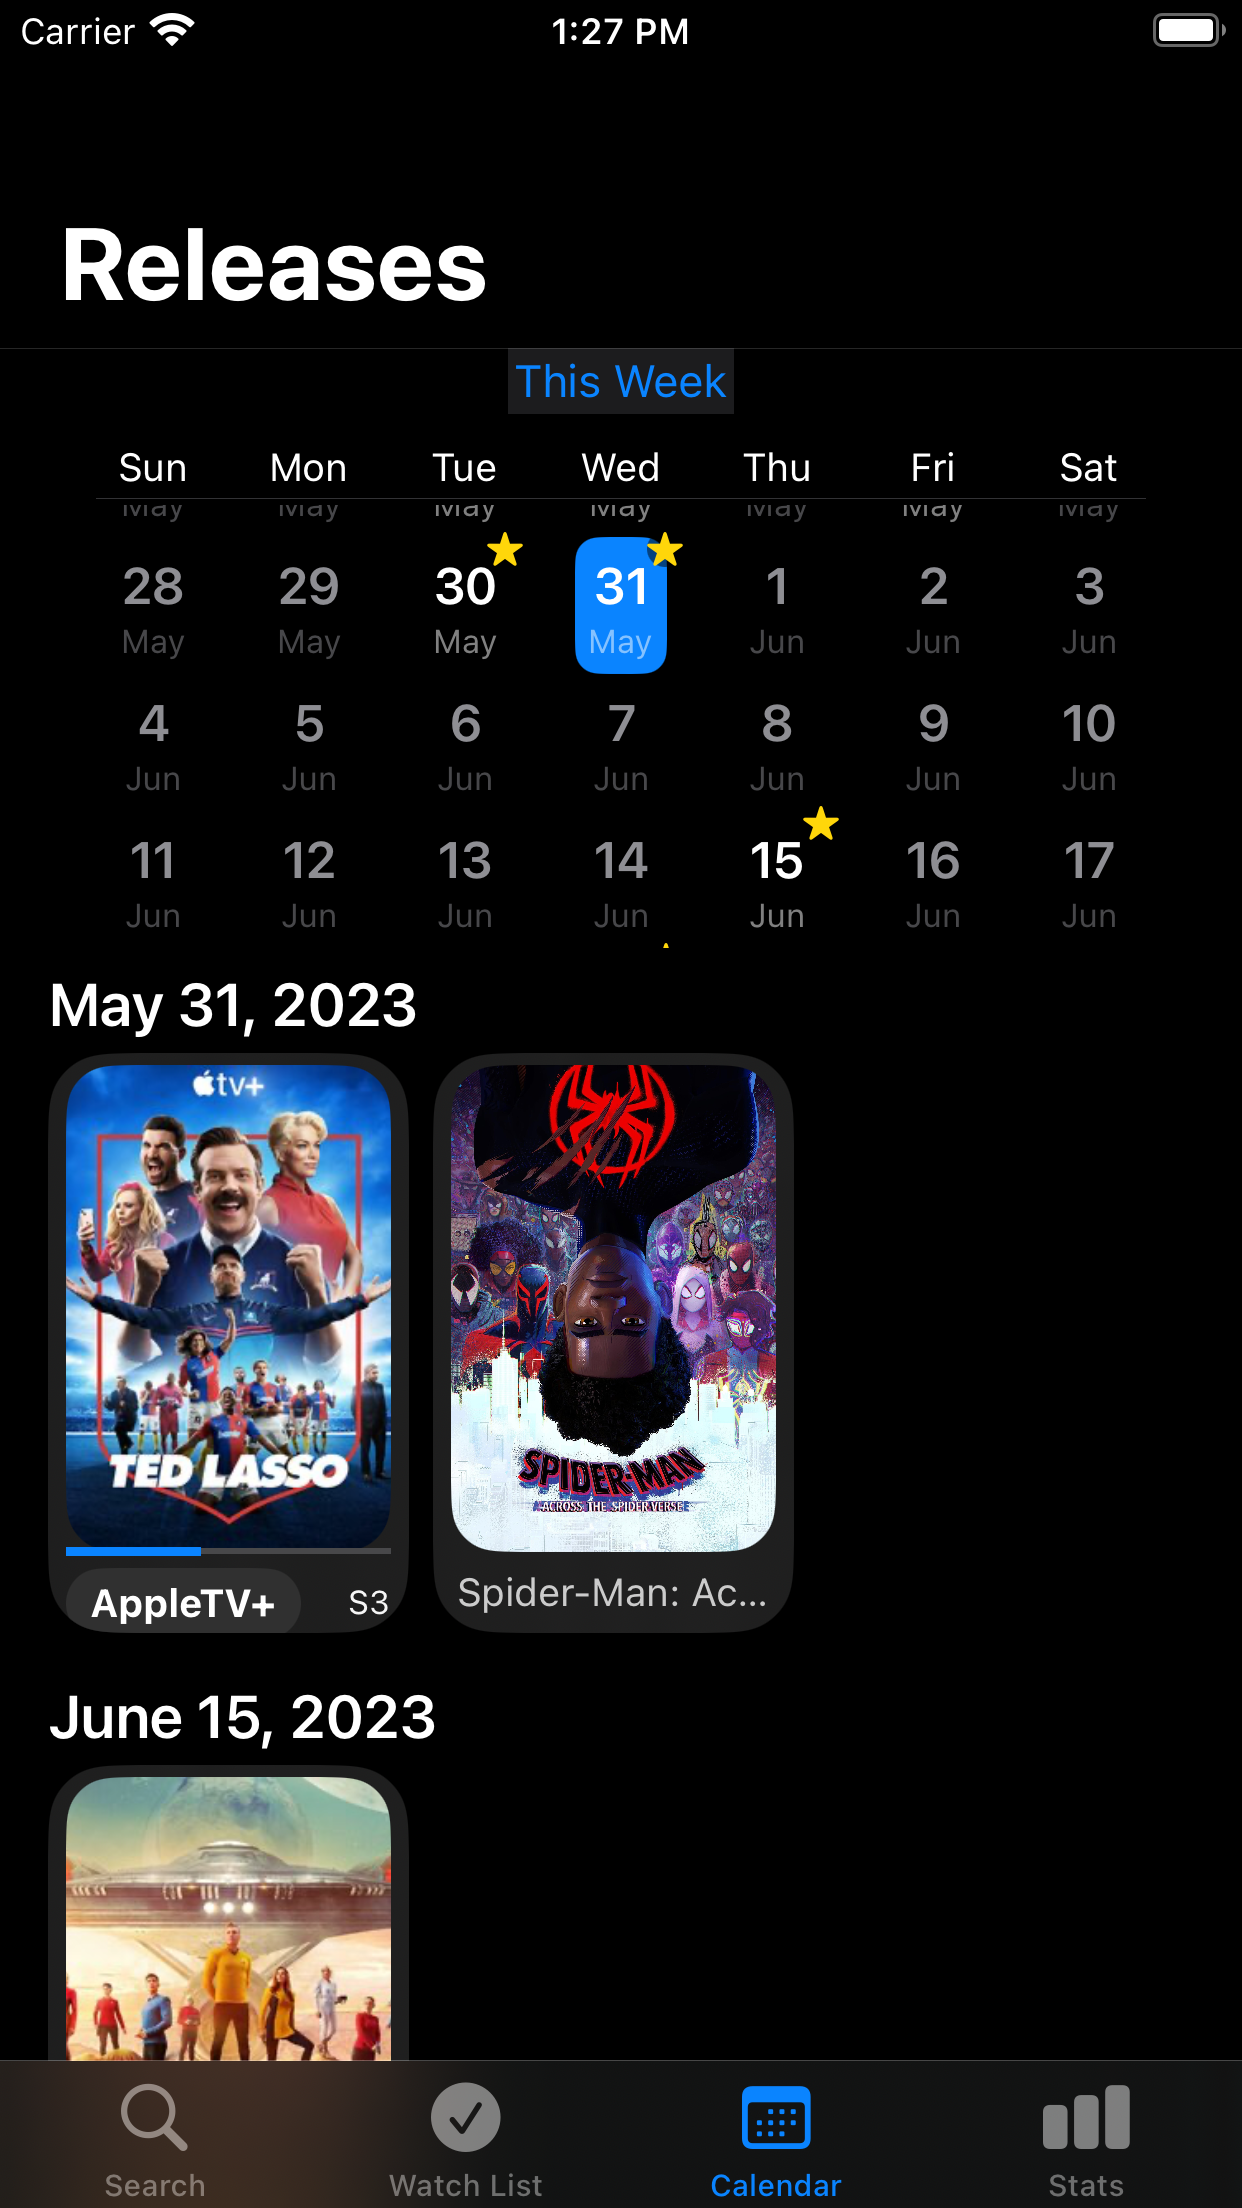 Carrier 1:27 PM
Releases
This Week
Sun Mon Tue Wed Thu Fri Sat
May May May May May May May
28 29 30 31 1 2 3
May May May May Jun Jun Jun
4 5 6 7 8 9 10
Jun Jun Jun Jun Jun Jun Jun
11 12 13 14 15 16 17
Jun Jun Jun Jun Jun Jun Jun
May 31, 2023
tv+
TED LASSO
SPIDER-MAN
ACROSS THE SPIDER-VERSE
AppleTV+ S3
Spider-Man: Ac...
June 15, 2023
Search Watch List Calendar Stats